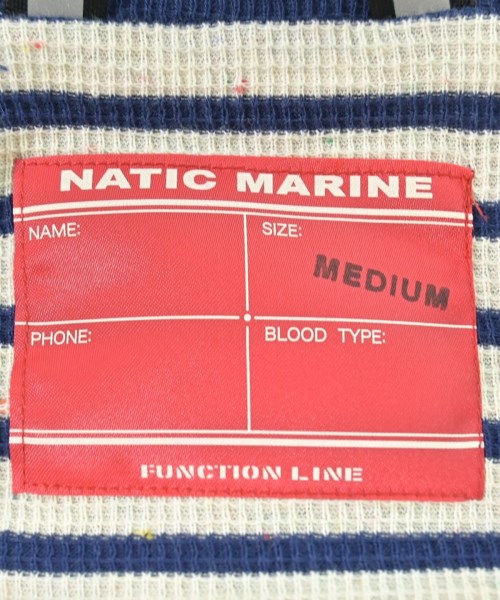 NATIC MARINE
NAME:
SIZE:
MEDIUM
PHONE:
BLOOD TYPE:
FUNCTION LINE